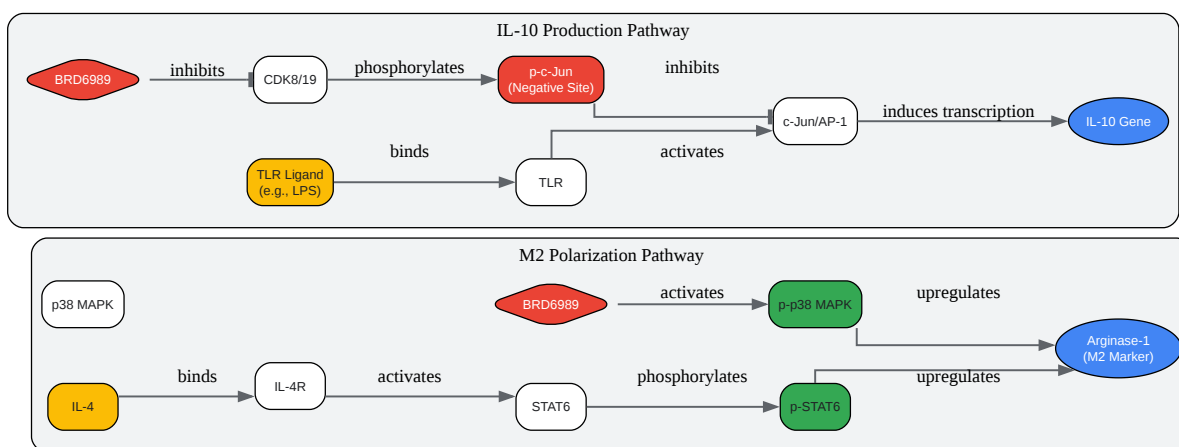 IL-10 Production Pathway
BRD6989
inhibits
CDK8/19
phosphorylates
p-c-Jun
(Negative Site)
inhibits
c-Jun/AP-1
induces transcription
IL-10 Gene
TLR Ligand
(e.g., LPS)
binds
TLR
activates
M2 Polarization Pathway
p38 MAPK
BRD6989
activates
p-p38 MAPK
upregulates
Arginase-1
(M2 Marker)
IL-4
binds
IL-4R
activates
STAT6
phosphorylates
p-STAT6
upregulates